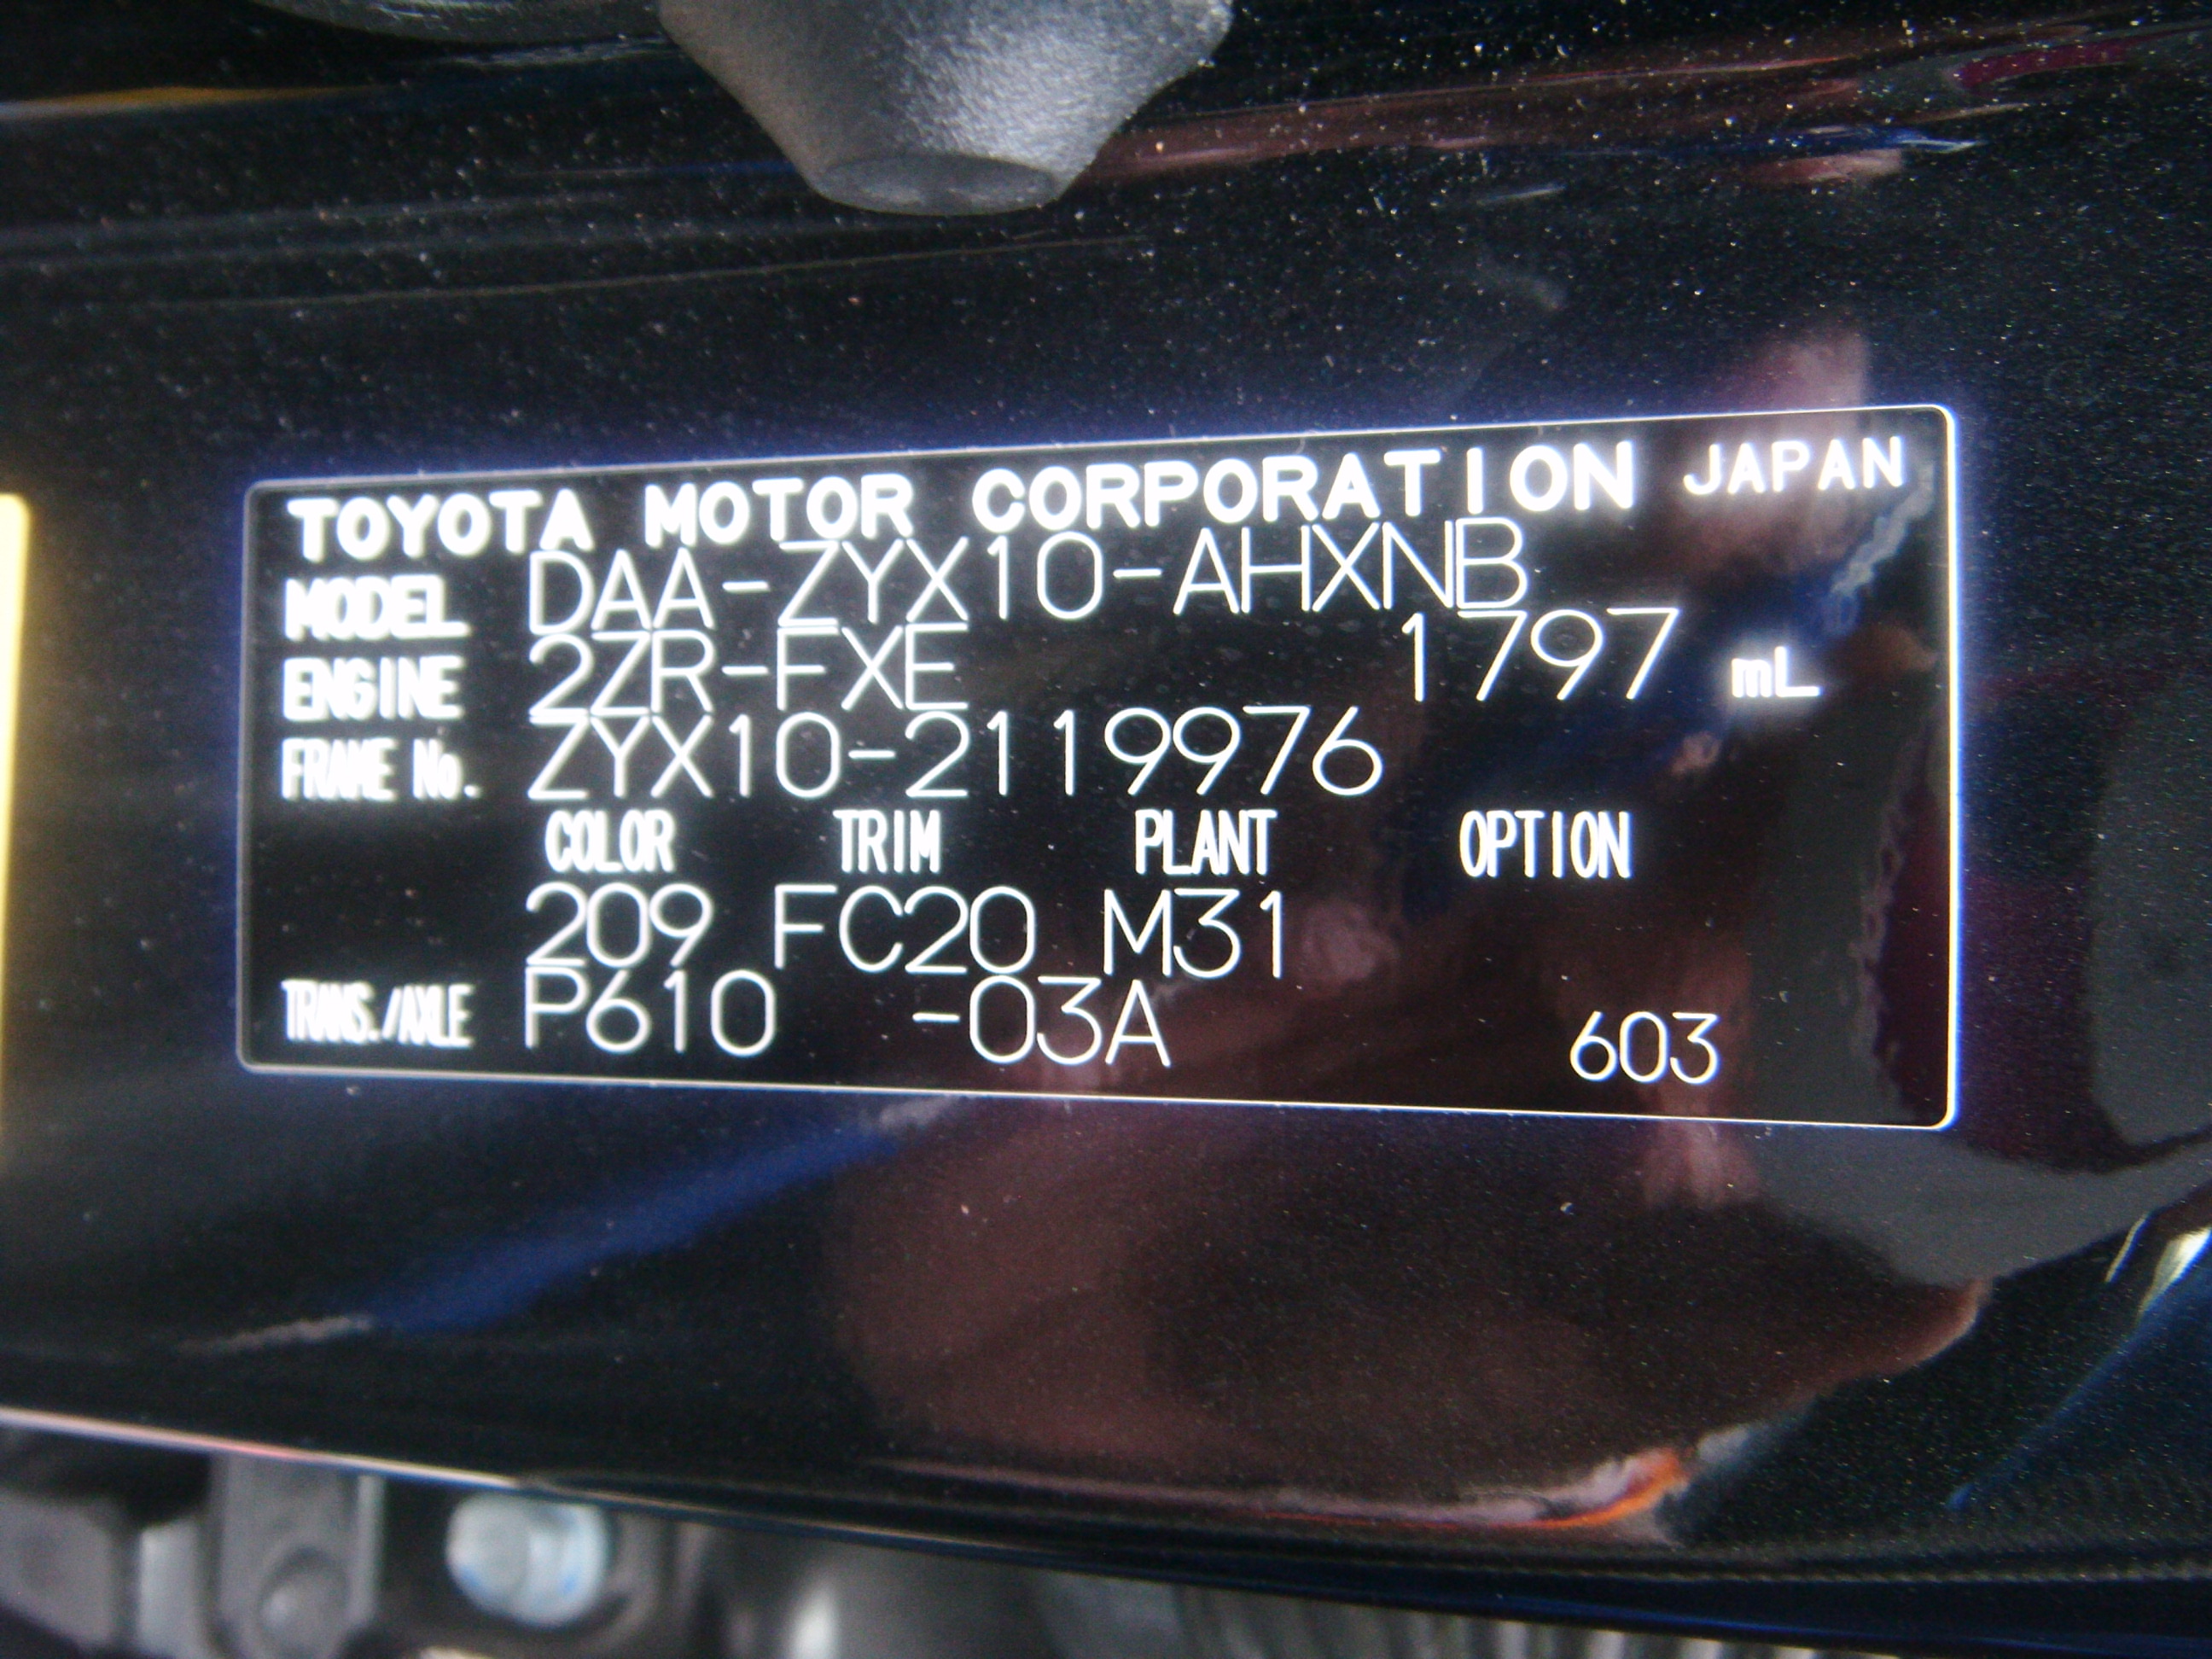 TOYOTA MOTOR CORPORATION JAPAN
MODEL DAA-ZYX10-AHXNB
ENGINE 2ZR-FXE 1797 mL
FRAME No. ZYX10-2119976
COLOR TRIM PLANT OPTION
209 FC20 M31
TRANS./AXLE P610 -03A 603